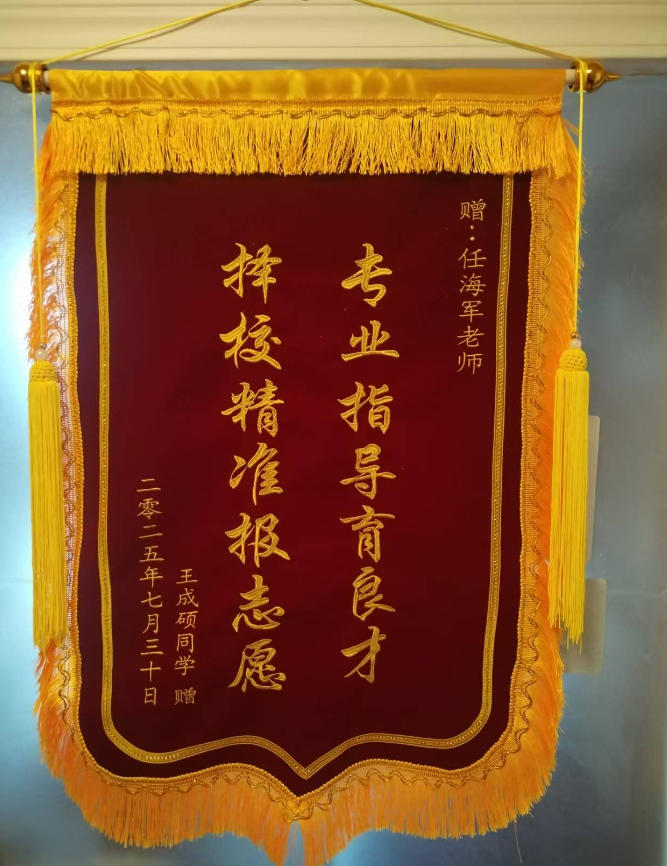 赠：任海军老师
专业指导育良才
择校精准报志愿
王成硕同学 赠
二零二五年七月三十日